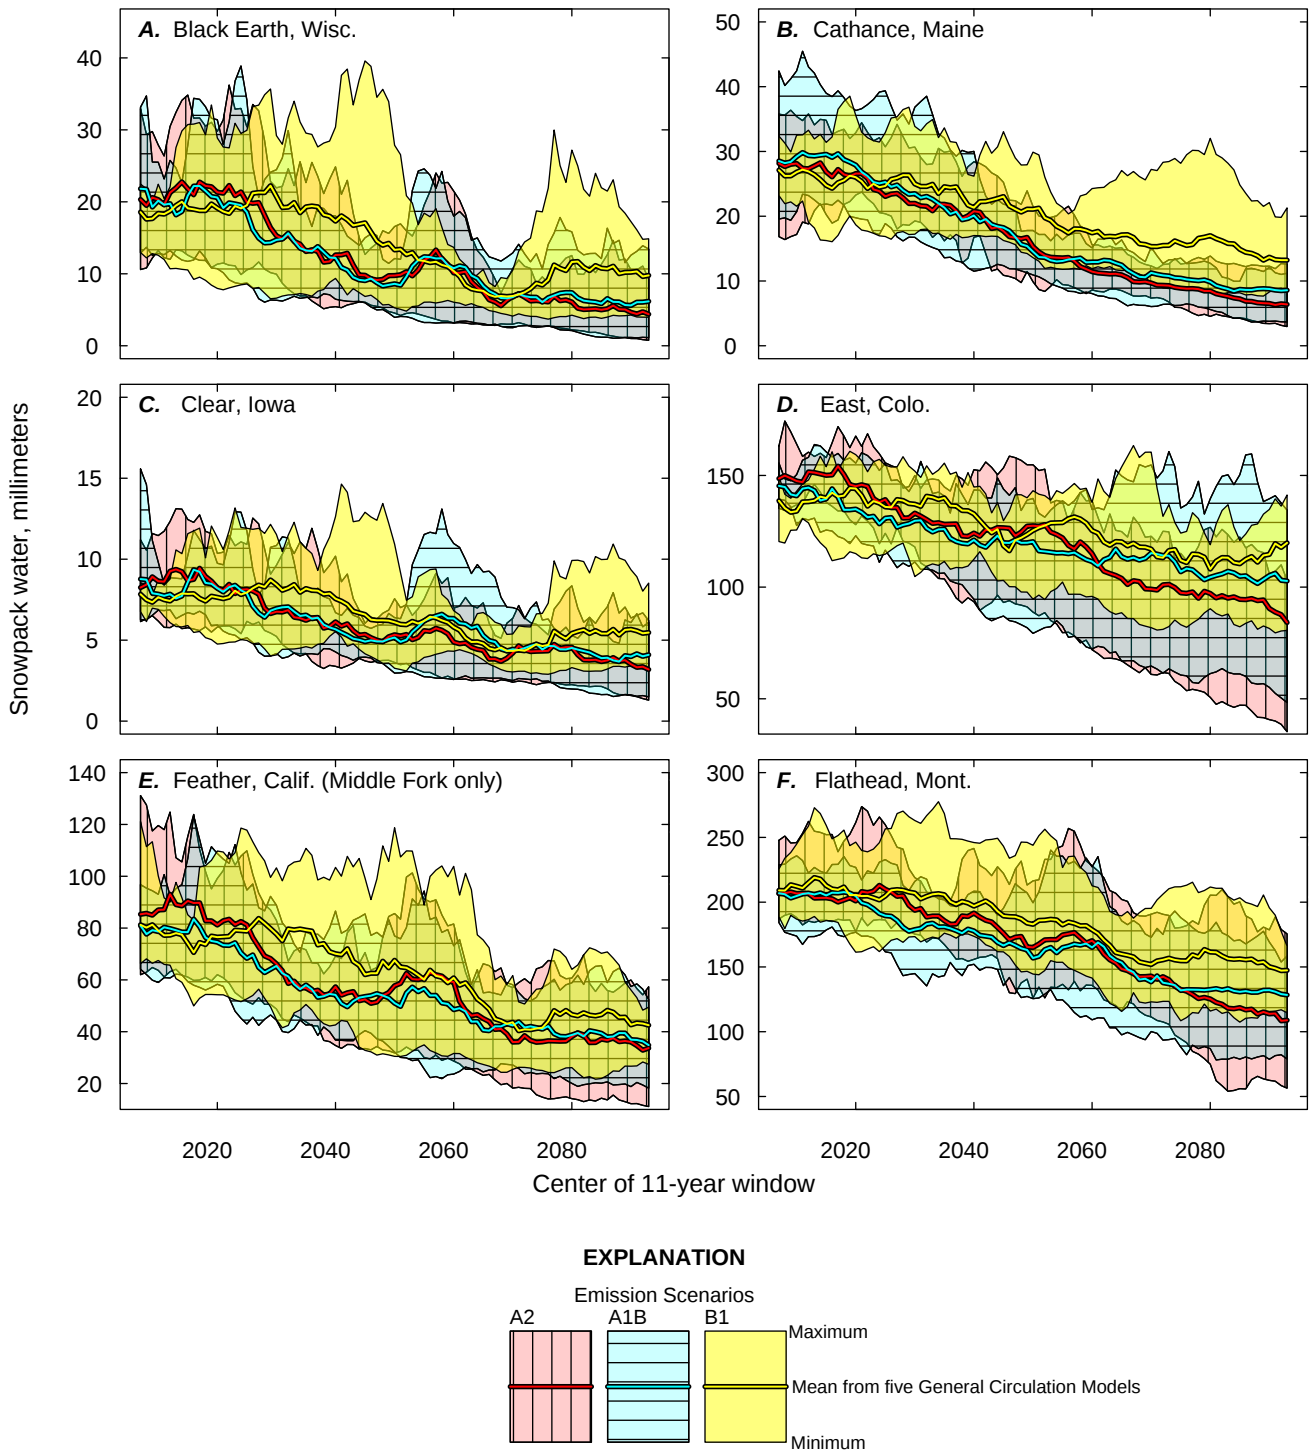 Snowpack water, millimeters
A. Black Earth, Wisc.
40
30
20
10
0
B. Cathance, Maine
50
40
30
20
10
0
C. Clear, Iowa
20
15
10
5
0
D. East, Colo.
150
100
50
E. Feather, Calif. (Middle Fork only)
140
120
100
80
60
40
20
F. Flathead, Mont.
300
250
200
150
100
50
2020 2040 2060 2080
2020 2040 2060 2080
Center of 11-year window
EXPLANATION
Emission Scenarios
A2 A1B B1
Maximum
Mean from five General Circulation Models
Minimum